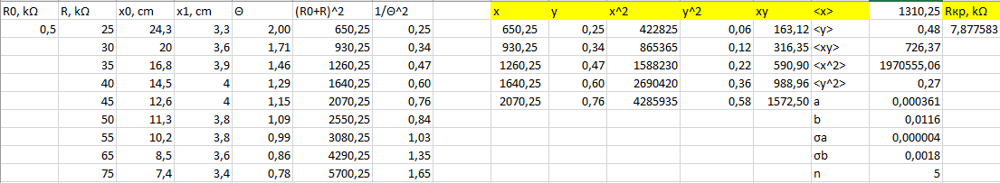 R0, kΩ R, kΩ x0, cm x1, cm Θ (R0+R)^2 1/Θ^2 x y x^2 y^2 xy <x> 1310,25 Rкр, kΩ
0,5 25 24,3 3,3 2,00 650,25 0,25 650,25 0,25 422825 0,06 163,12 <y> 0,48 7,877583
30 20 3,6 1,71 930,25 0,34 930,25 0,34 865365 0,12 316,35 <xy> 726,37
35 16,8 3,9 1,46 1260,25 0,47 1260,25 0,47 1588230 0,22 590,90 <x^2> 1970555,06
40 14,5 4 1,29 1640,25 0,60 1640,25 0,60 2690420 0,36 988,96 <y^2> 0,27
45 12,6 4 1,15 2070,25 0,76 2070,25 0,76 4285935 0,58 1572,50 a 0,000361
50 11,3 3,8 1,09 2550,25 0,84 b 0,0116
55 10,2 3,8 0,99 3080,25 1,03 σa 0,000004
65 8,5 3,6 0,86 4290,25 1,35 σb 0,0018
75 7,4 3,4 0,78 5700,25 1,65 n 5